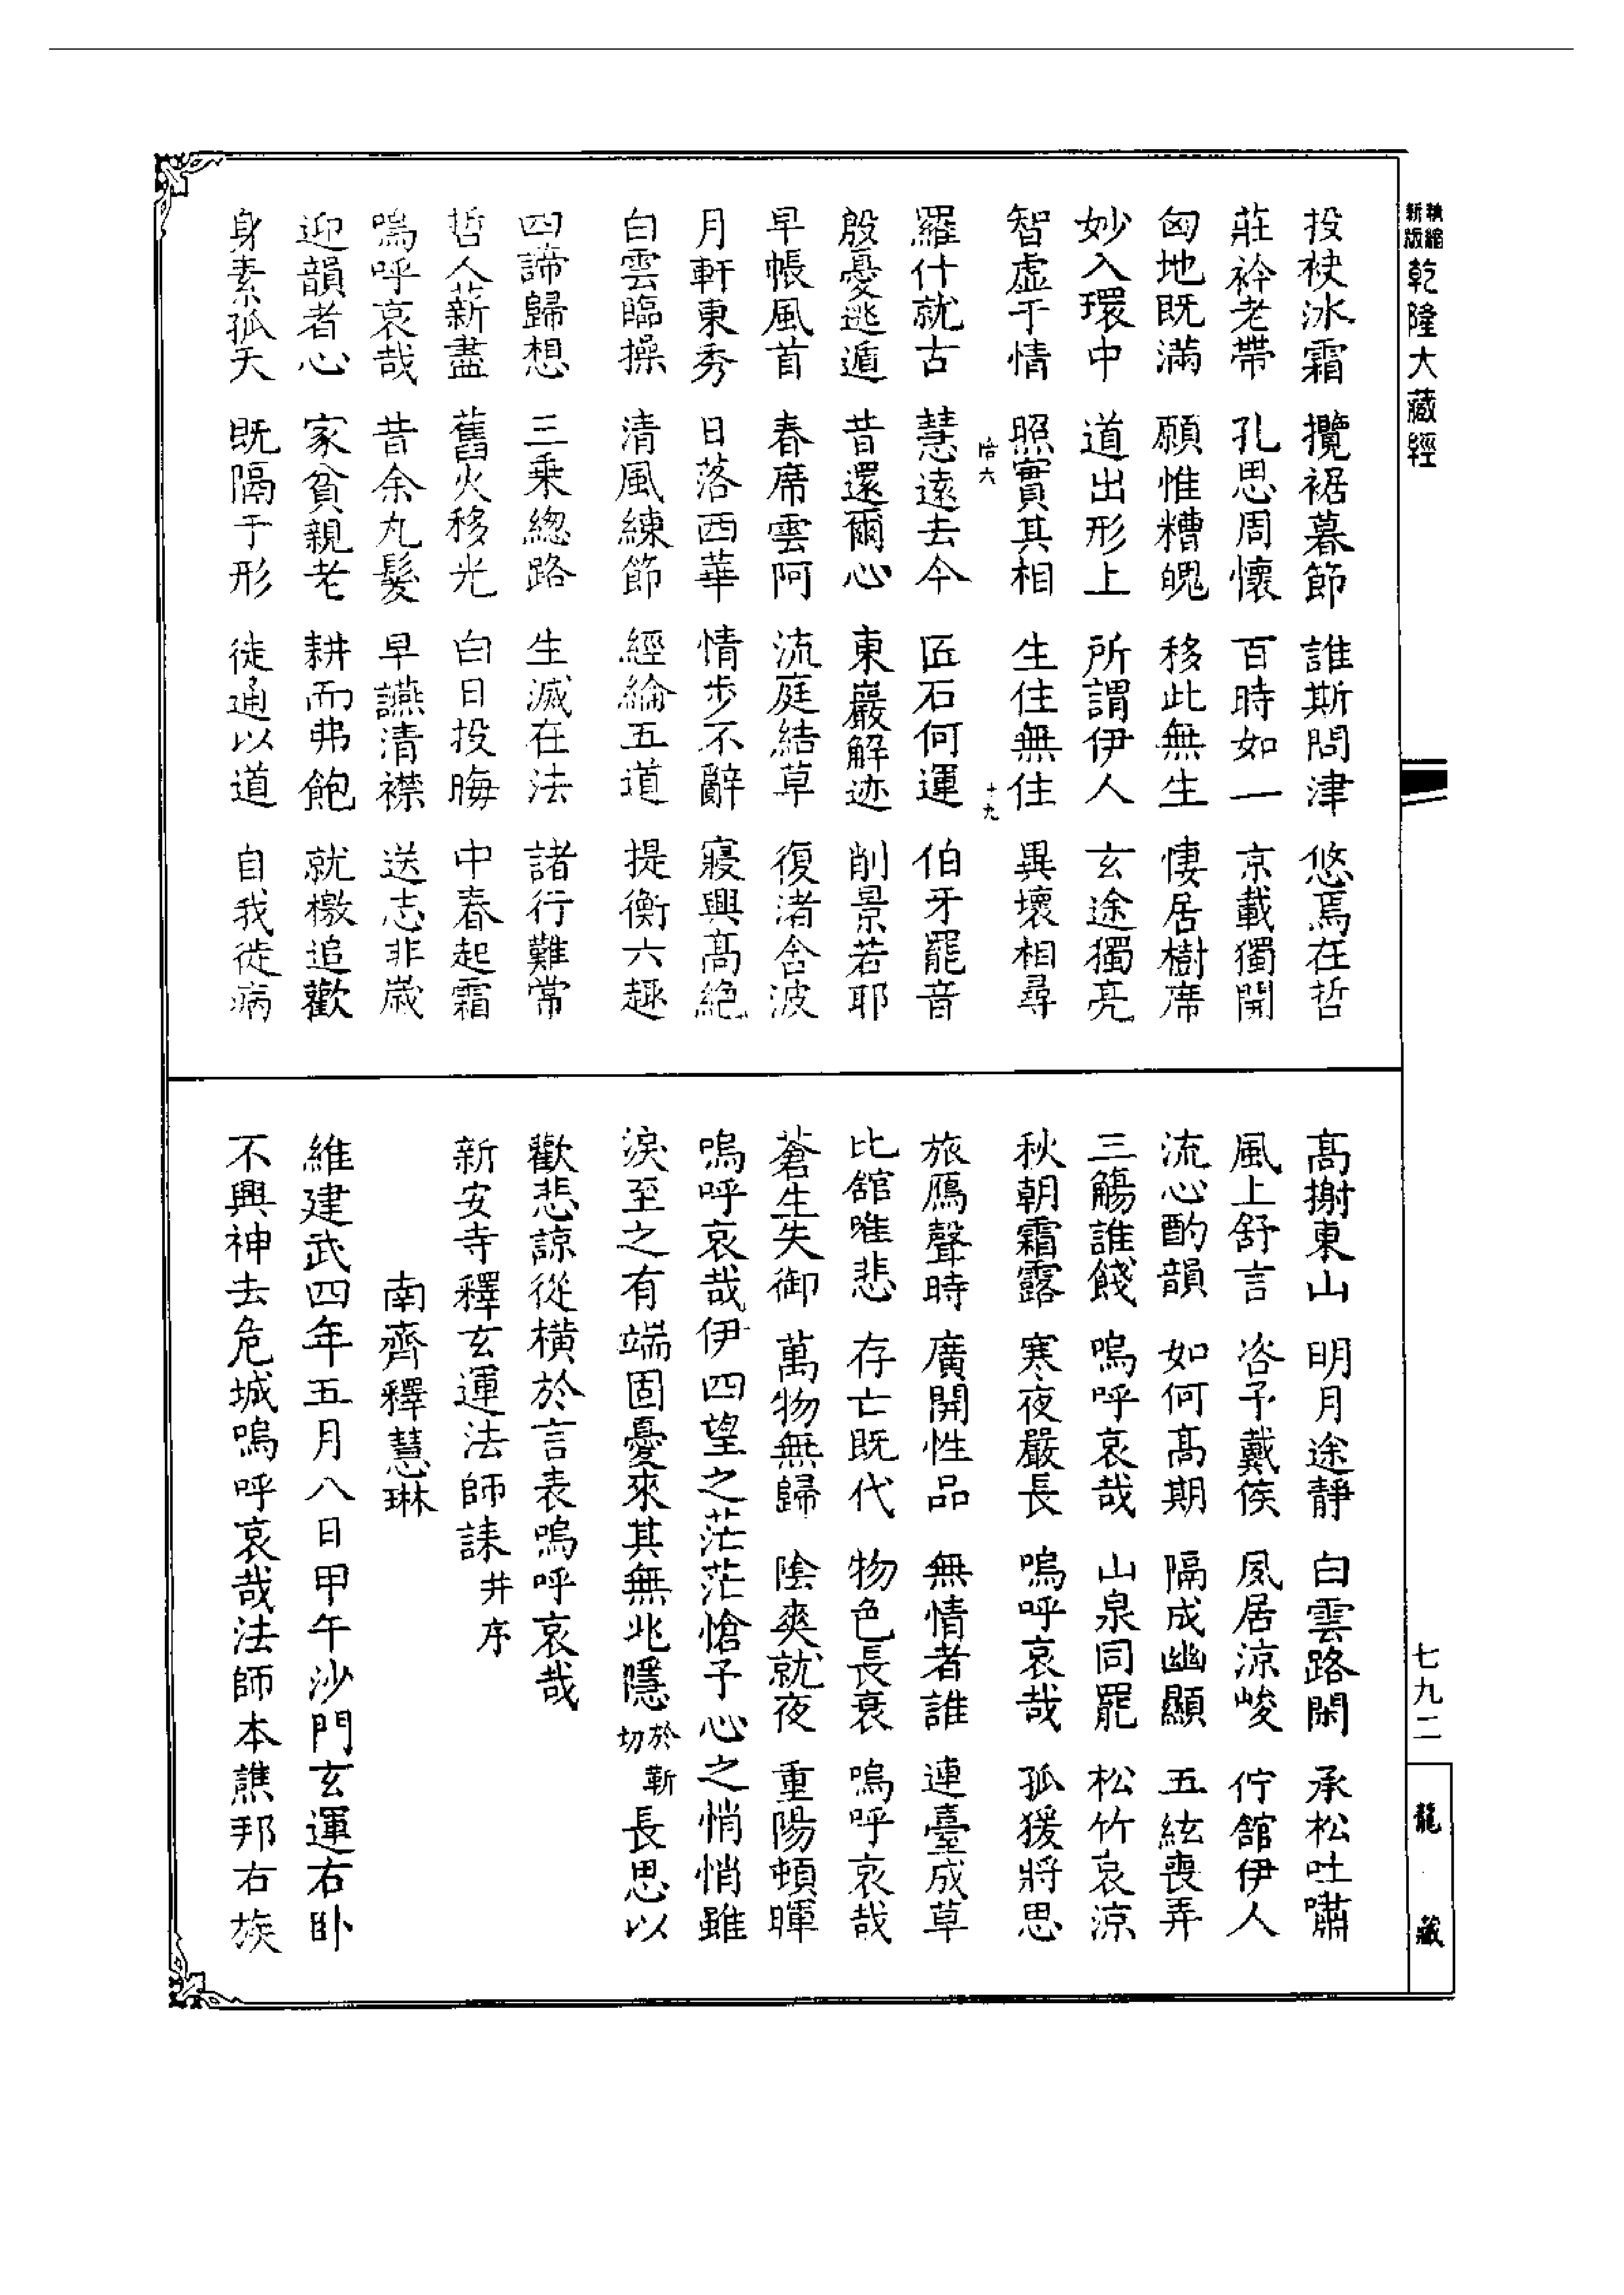 新版精縮乾隆大藏經
投袂冰霜　攬裾暮節　誰斯問津　悠焉在哲
莊衿老帶　孔思周懷　百時如一　京載獨開
匈地既滿　願惟糟魄　移此無生　悽居樹席
妙入環中　道出形上　所謂伊人　玄途獨亮
智虛于情　照實其相　生住無住　異壞相尋
羅什就古　慧遠去今　匠石何運　伯牙罷音
殷憂逃遁　昔還爾心　東巖解迹　削景若耶
早帳風首　春席雲阿　流庭結草　復渚含波
月軒東秀　日落西華　情步不辭　寢興高絕
白雲臨操　清風練節　經綸五道　提衡六趣
四諦歸想　三乘緫路　生滅在法　諸行難常
哲人薪盡　舊火移光　白日投晦　中春起霜
嗚呼哀哉　昔余丸髮　早讌清襟　送志非歲
迎韻者心　家貧親老　耕而弗飽　就檄追歡
身素孤夭　既隔于形　徒通以道　自我徙病
高謝東山　明月途靜　白雲路閑　承松吐嘯
風上舒言　咨予戴侯　夙居涼峻　佇舘伊人
流心酌韻　如何高期　隔成幽顯　五絃喪弄
三觴誰餞　嗚呼哀哉　山泉同罷　松竹哀涼
秋朝霜露　寒夜嚴長　嗚呼哀哉　孤猨將思
旅鴈聲時　廣開性品　無情者誰　連臺成草
比舘唯悲　存亡既代　物色長衰　嗚呼哀哉
蒼生失御　萬物無歸　陰爽就夜　重陽頓暉
嗚呼哀哉伊四望之茫茫愴子心之悄悄雖
淚至之有端固憂來其無兆隱於靳切長思以
歡悲諒從橫於言表嗚呼哀哉
新安寺釋玄運法師誄并序
南齊釋慧琳
維建武四年五月八日甲午沙門玄運右卧
不興神去危城嗚呼哀哉法師本譙邦右族
七九二
龍藏